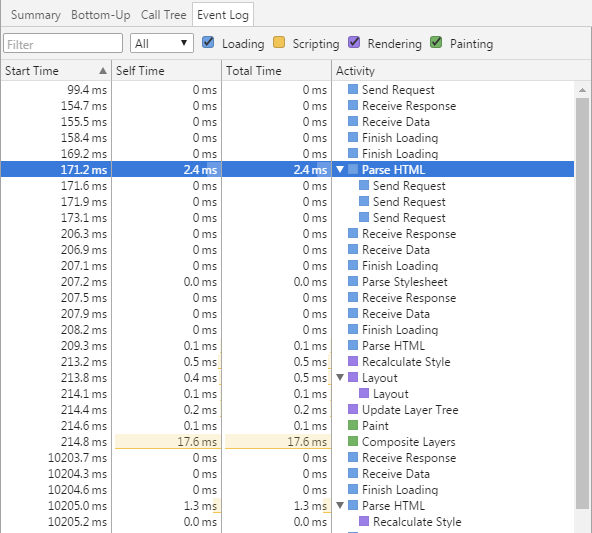 Summary Bottom-Up Call Tree Event Log
Filter All Loading Scripting Rendering Painting
Start Time Self Time Total Time Activity
99.4 ms 0 ms 0 ms Send Request
154.7 ms 0 ms 0 ms Receive Response
155.5 ms 0 ms 0 ms Receive Data
158.4 ms 0 ms 0 ms Finish Loading
169.2 ms 0 ms 0 ms Finish Loading
171.2 ms 2.4 ms 2.4 ms Parse HTML
171.6 ms 0 ms 0 ms Send Request
171.9 ms 0 ms 0 ms Send Request
173.1 ms 0 ms 0 ms Send Request
206.3 ms 0 ms 0 ms Receive Response
206.9 ms 0 ms 0 ms Receive Data
207.1 ms 0 ms 0 ms Finish Loading
207.2 ms 0.0 ms 0.0 ms Parse Stylesheet
207.5 ms 0 ms 0 ms Receive Response
207.9 ms 0 ms 0 ms Receive Data
208.2 ms 0 ms 0 ms Finish Loading
209.3 ms 0.1 ms 0.1 ms Parse HTML
213.2 ms 0.5 ms 0.5 ms Recalculate Style
213.8 ms 0.4 ms 0.5 ms Layout
214.1 ms 0.1 ms 0.1 ms Layout
214.4 ms 0.2 ms 0.2 ms Update Layer Tree
214.6 ms 0.1 ms 0.1 ms Paint
214.8 ms 17.6 ms 17.6 ms Composite Layers
10203.7 ms 0 ms 0 ms Receive Response
10204.3 ms 0 ms 0 ms Receive Data
10204.6 ms 0 ms 0 ms Finish Loading
10205.0 ms 1.3 ms 1.3 ms Parse HTML
10205.2 ms 0.0 ms 0.0 ms Recalculate Style